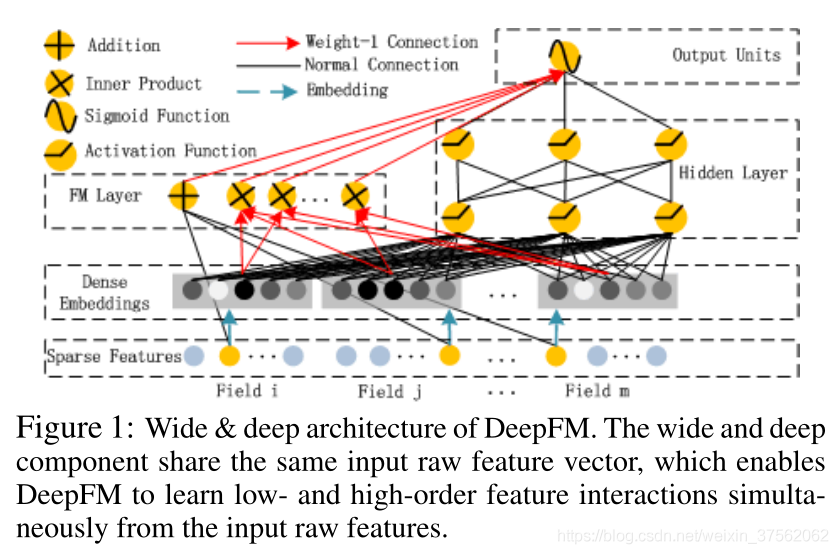 Addition
Inner Product
Sigmoid Function
Activation Function
Weight-1 Connection
Normal Connection
Embedding
Output Units
Hidden Layer
FM Layer
...
Dense
Embeddings
...
Sparse Features
... ... ... ...
Field i Field j ... Field m
Figure 1: Wide & deep architecture of DeepFM. The wide and deep
component share the same input raw feature vector, which enables
DeepFM to learn low- and high-order feature interactions simulta-
neously from the input raw features.
https://blog.csdn.net/weixin_37562062